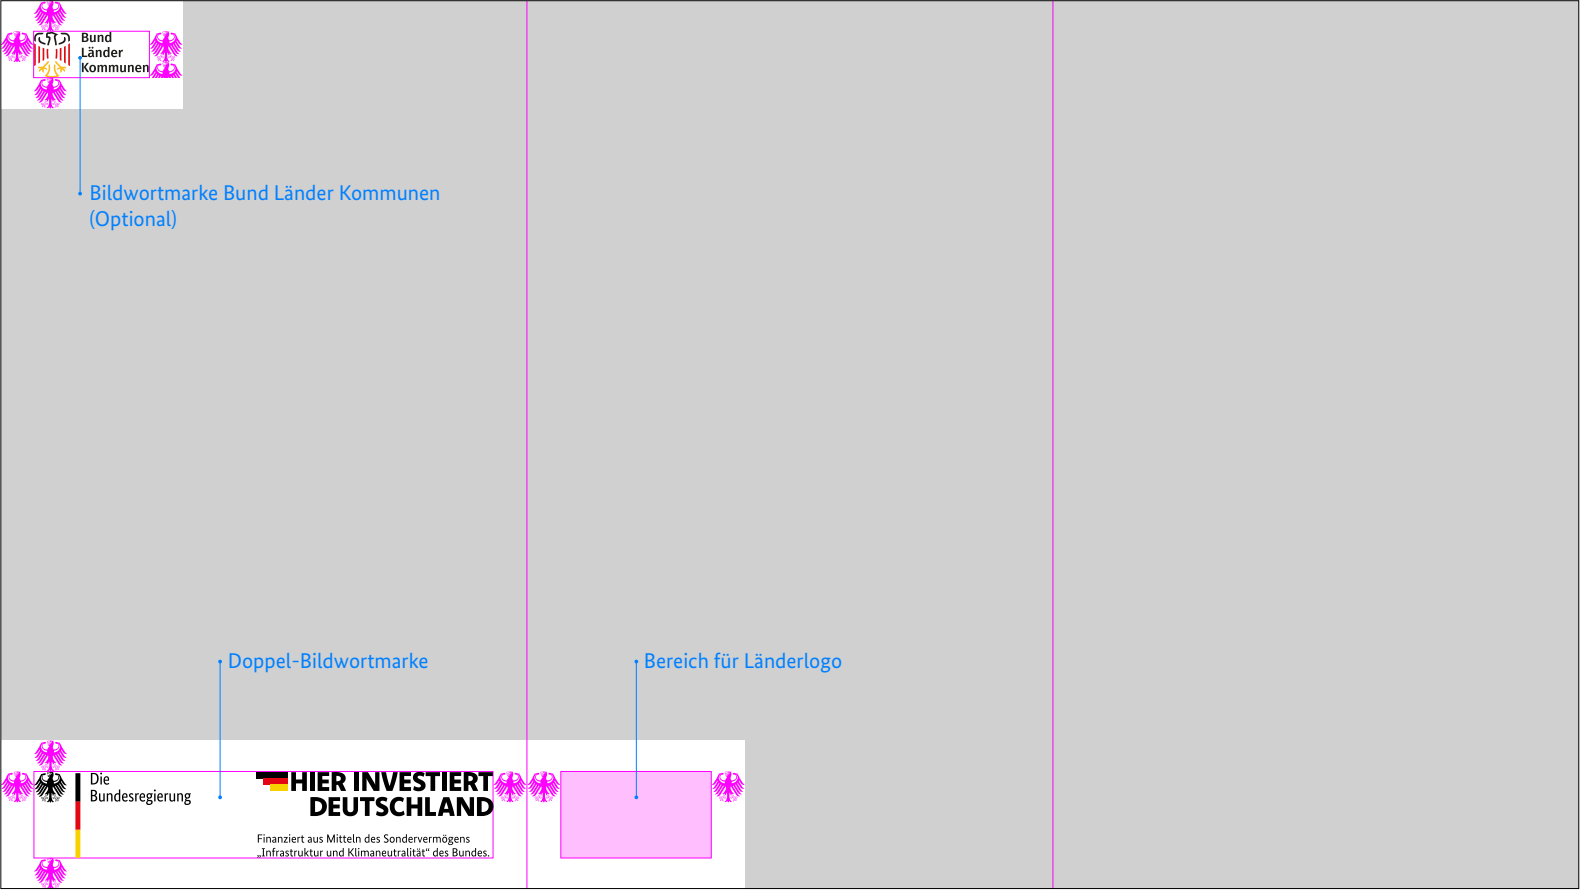 Bund
Länder
Kommunen
Bildwortmarke Bund Länder Kommunen
(Optional)
Doppel-Bildwortmarke
Bereich für Länderlogo
Die
Bundesregierung
HIER INVESTIERT
DEUTSCHLAND
Finanziert aus Mitteln des Sondervermögens
„Infrastruktur und Klimaneutralität“ des Bundes.